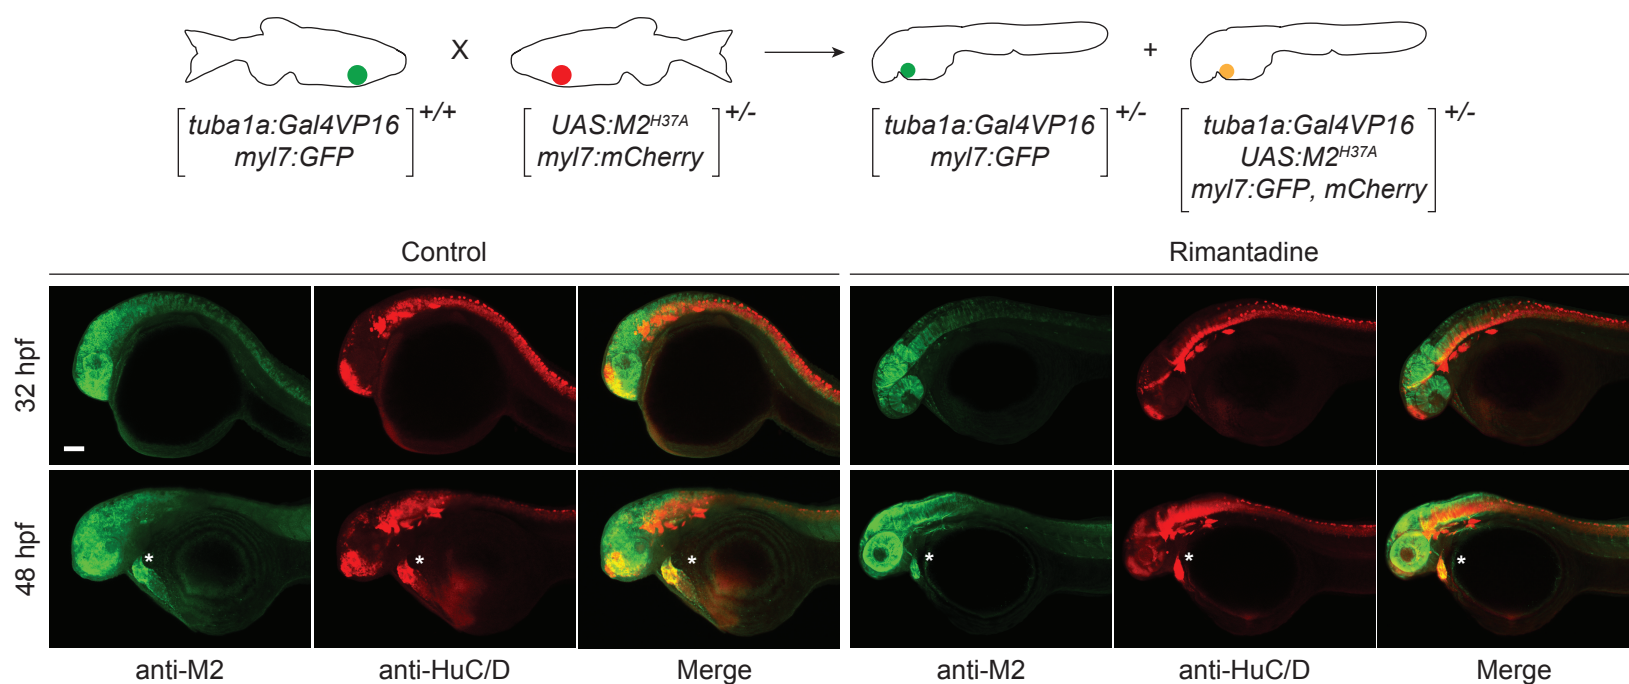 X
+
[tuba1a:Gal4VP16
myl7:GFP]+/+
[UAS:M2H37A
myl7:mCherry]+/-
[tuba1a:Gal4VP16
myl7:GFP]+/-
[tuba1a:Gal4VP16
UAS:M2H37A
myl7:GFP, mCherry]+/-
Control
Rimantadine
32 hpf
48 hpf
*
*
*
*
*
*
anti-M2
anti-HuC/D
Merge
anti-M2
anti-HuC/D
Merge